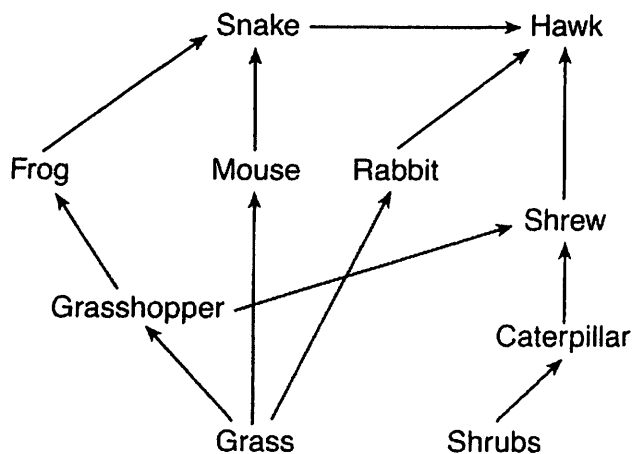 Snake Hawk
Frog Mouse Rabbit
Shrew
Grasshopper
Caterpillar
Grass Shrubs